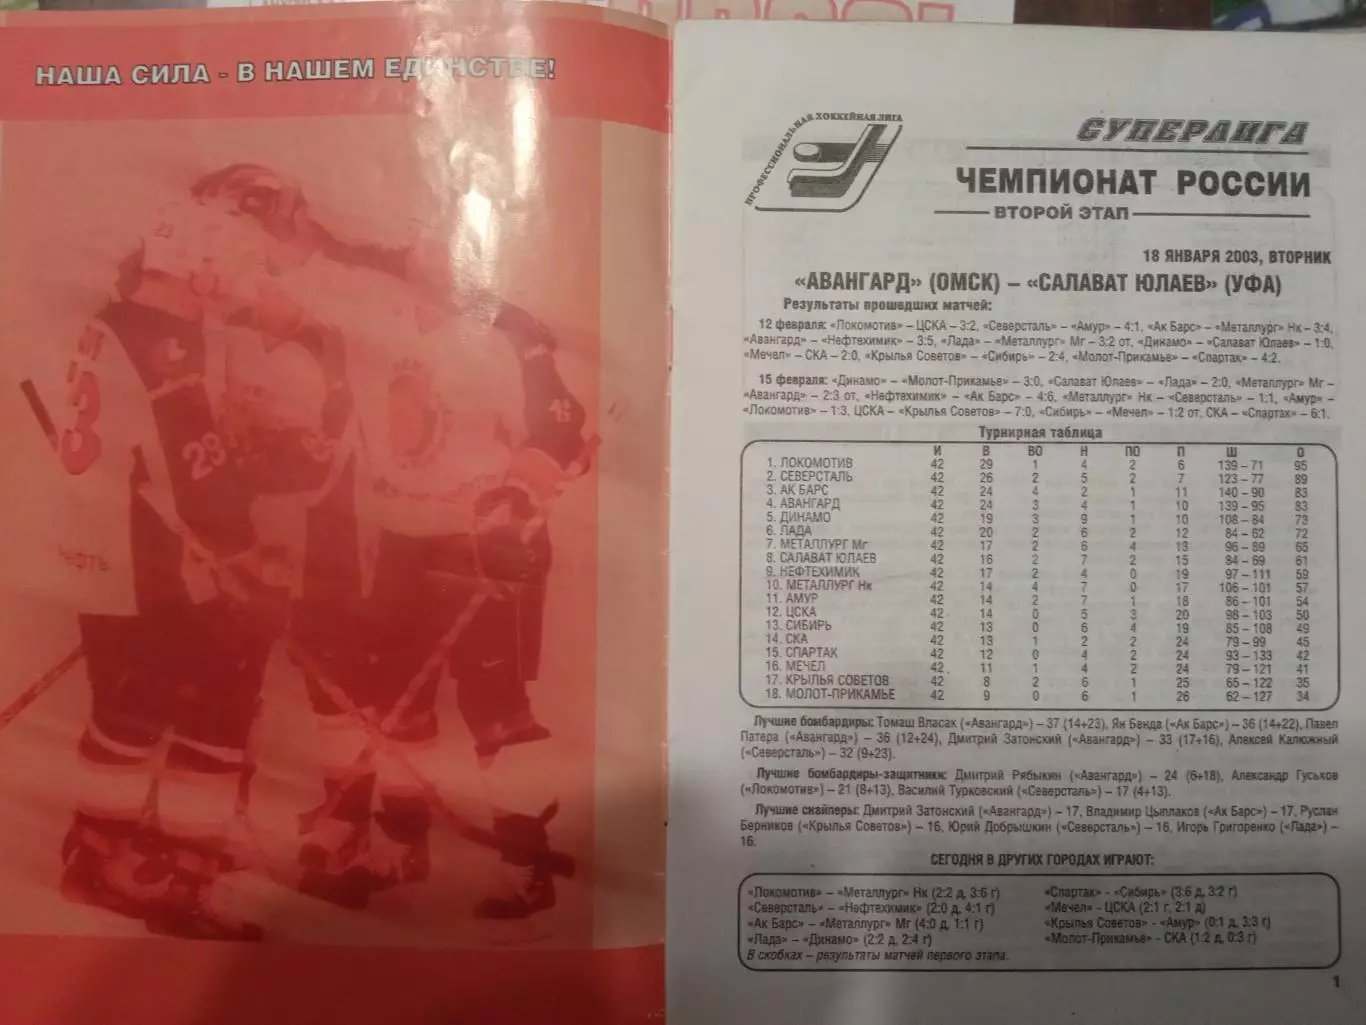 НАША СИЛА - В НАШЕМ ЕДИНСТВЕ!
23
28
3
НЕФТЬ
ПРОФЕССИОНАЛЬНАЯ ХОККЕЙНАЯ ЛИГА
СУПЕРЛИГА
ЧЕМПИОНАТ РОССИИ
ВТОРОЙ ЭТАП
18 ЯНВАРЯ 2003, ВТОРНИК
«АВАНГАРД» (ОМСК) – «САЛАВАТ ЮЛАЕВ» (УФА)
Результаты прошедших матчей:
12 февраля: «Локомотив» – ЦСКА - 3:2, «Северсталь» – «Амур» - 4:1, «Ак Барс» – «Металлург» Нк - 3:4,
«Авангард» – «Нефтехимик» – 3:5, «Лада» – «Металлург» Мг – 3:2 от, «Динамо» – «Салават Юлаев» - 1:0,
«Мечел» – СКА – 2:0, «Крылья Советов» – «Сибирь» - 2:4, «Молот-Прикамье» – «Спартак» – 4:2.
15 февраля: «Динамо» – «Молот-Прикамье» – 3:0, «Салават Юлаев» – «Лада» – 2:0, «Металлург» Мг –
«Авангард» – 2:3 от, «Нефтехимик» – «Ак Барс» – 4:6, «Металлург» Нк – «Северсталь» – 1:1, «Амур» –
«Локомотив» – 1:3, ЦСКА – «Крылья Советов» – 7:0, «Сибирь» – «Мечел» – 1:2 от, СКА – «Спартак» – 6:1.
Турнирная таблица
И В ВО Н ПО П Ш О
1. ЛОКОМОТИВ 42 29 1 4 2 6 139 – 71 95
2. СЕВЕРСТАЛЬ 42 26 2 5 2 7 123 – 77 89
3. АК БАРС 42 24 4 2 1 11 140 – 90 83
4. АВАНГАРД 42 24 3 4 1 10 139 – 95 83
5. ДИНАМО 42 19 3 9 1 10 108 – 84 73
6. ЛАДА 42 20 2 6 2 12 84 – 62 72
7. МЕТАЛЛУРГ Мг 42 17 2 6 4 13 96 – 89 65
8. САЛАВАТ ЮЛАЕВ 42 16 2 7 2 15 84 – 69 61
9. НЕФТЕХИМИК 42 17 2 4 0 19 97 – 111 59
10. МЕТАЛЛУРГ Нк 42 14 4 7 0 17 106 – 101 57
11. АМУР 42 14 2 7 1 18 86 – 101 54
12. ЦСКА 42 14 0 5 3 20 98 – 103 50
13. СИБИРЬ 42 13 0 6 4 19 85 – 108 49
14. СКА 42 13 1 2 2 24 79 – 99 45
15. СПАРТАК 42 12 0 4 2 24 93 – 133 42
16. МЕЧЕЛ 42 11 1 4 2 24 79 – 121 41
17. КРЫЛЬЯ СОВЕТОВ 42 8 2 6 1 25 65 – 122 35
18. МОЛОТ-ПРИКАМЬЕ 42 9 0 6 1 26 62 – 127 34
Лучшие бомбардиры: Томаш Власак («Авангард») – 37 (14+23), Ян Бенда («Ак Барс») – 36 (14+22), Павел
Патера («Авангард») – 36 (12+24), Дмитрий Затонский («Авангард») – 33 (17+16), Алексей Калюжный
(«Северсталь») – 32 (9+23).
Лучшие бомбардиры-защитники: Дмитрий Рябыкин («Авангард») – 24 (6+18), Александр Гуськов
(«Локомотив») – 21 (8+13), Василий Турковский («Северсталь») – 17 (4+13).
Лучшие снайперы: Дмитрий Затонский («Авангард») – 17, Владимир Цыплаков («Ак Барс») – 17, Руслан
Берников («Крылья Советов») – 16, Юрий Добрышкин («Северсталь») – 16, Игорь Григоренко («Лада») –
16.
СЕГОДНЯ В ДРУГИХ ГОРОДАХ ИГРАЮТ:
«Локомотив» – «Металлург» Нк (2:2 д, 3:6 г)
«Северсталь» – «Нефтехимик» (2:0 д, 4:1 г)
«Ак Барс» – «Металлург» Мг (4:0 д, 1:1 г)
«Лада» – «Динамо» (2:2 д, 2:4 г)
В скобках – результаты матчей первого этапа.
«Спартак» - «Сибирь» (3:6 д, 3:2 г)
«Мечел» - ЦСКА (2:1 г, 2:1 д)
«Крылья Советов» - «Амур» (0:1 д, 3:3 г)
«Молот-Прикамье» - СКА (1:2 д, 0:3 г)
1